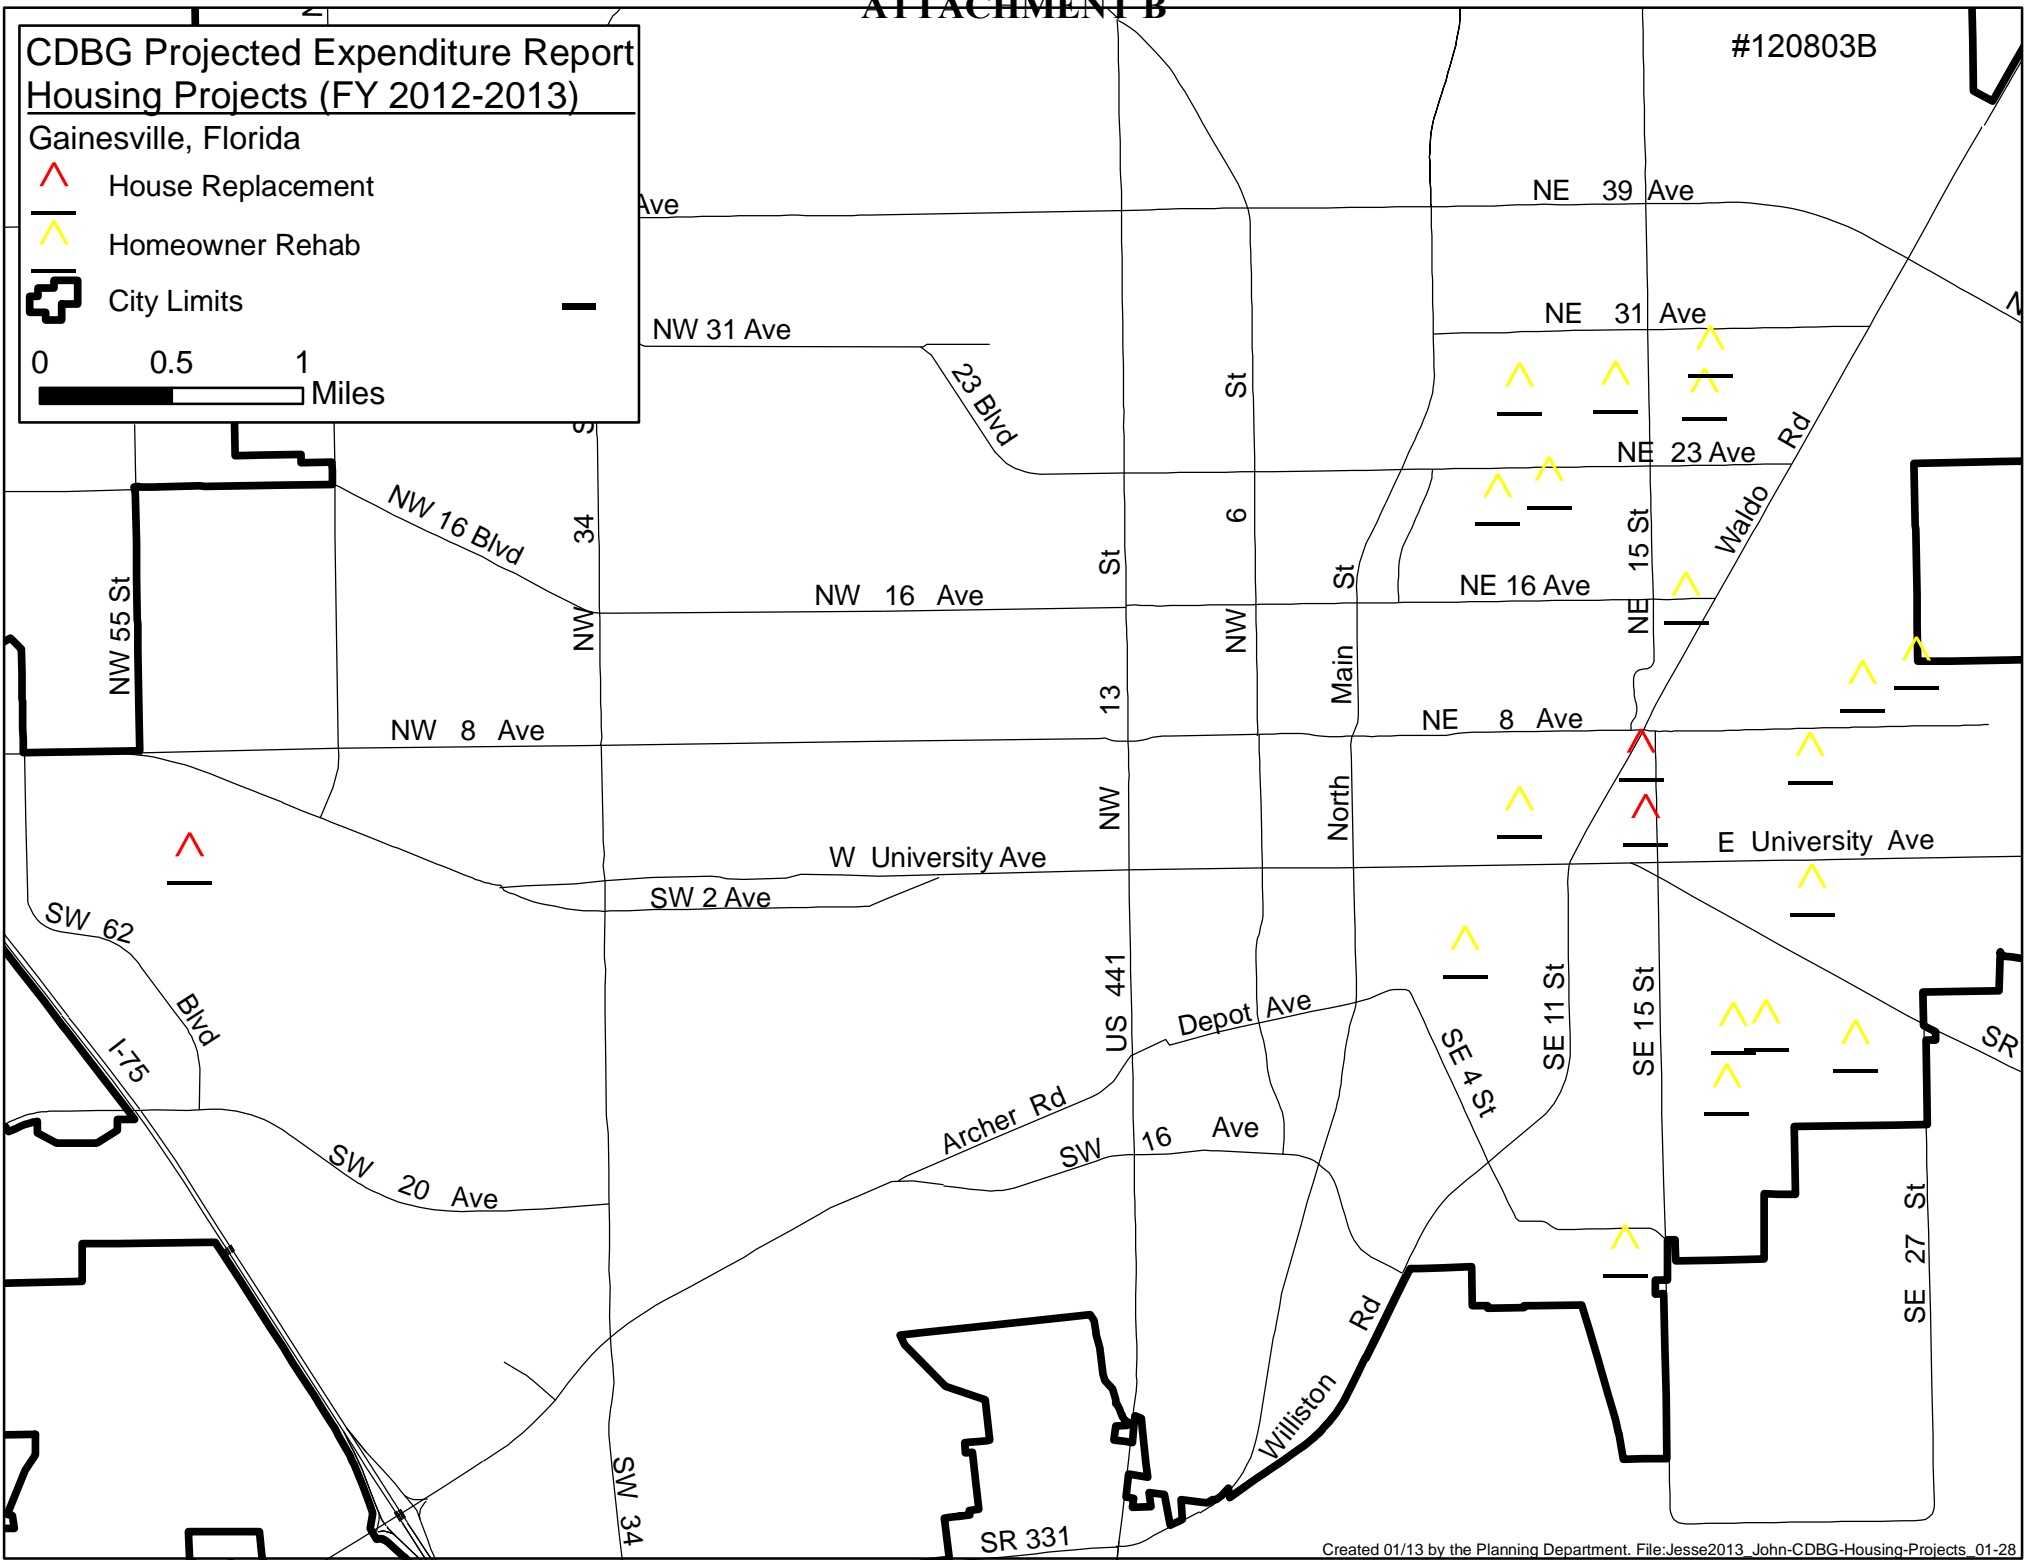 ATTACHMENT B
#120803B
CDBG Projected Expenditure Report
Housing Projects (FY 2012-2013)
Gainesville, Florida
House Replacement
Homeowner Rehab
City Limits
0 0.5 1
Miles
Ave
NE 39 Ave
NW 31 Ave
NE 31 Ave
23 Blvd
NE 23 Ave
NW 16 Blvd
NW 16 Ave
NE 16 Ave
NW 55 St
NW 34
NW 13 St
NW 6 St
North Main St
NE 15 St
Waldo Rd
NW 8 Ave
NE 8 Ave
W University Ave
E University Ave
SW 2 Ave
SW 62 Blvd
I-75
US 441
Depot Ave
SE 4 St
SE 11 St
SE 15 St
SR
Archer Rd
SW 16 Ave
SW 20 Ave
SE 27 St
Williston Rd
SW 34
SR 331
Created 01/13 by the Planning Department. File:Jesse2013_John-CDBG-Housing-Projects_01-28